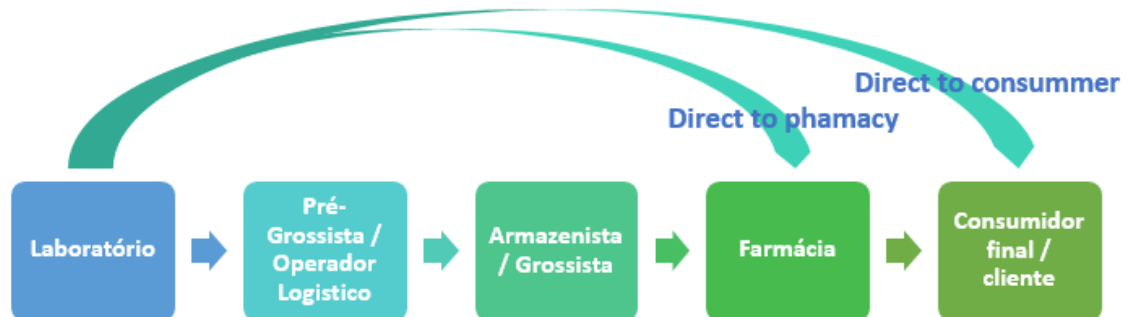 Direct to consummer
Direct to phamacy
Laboratório
Pré-
Grossista /
Operador
Logistico
Armazenista
/ Grossista
Farmácia
Consumidor
final /
cliente